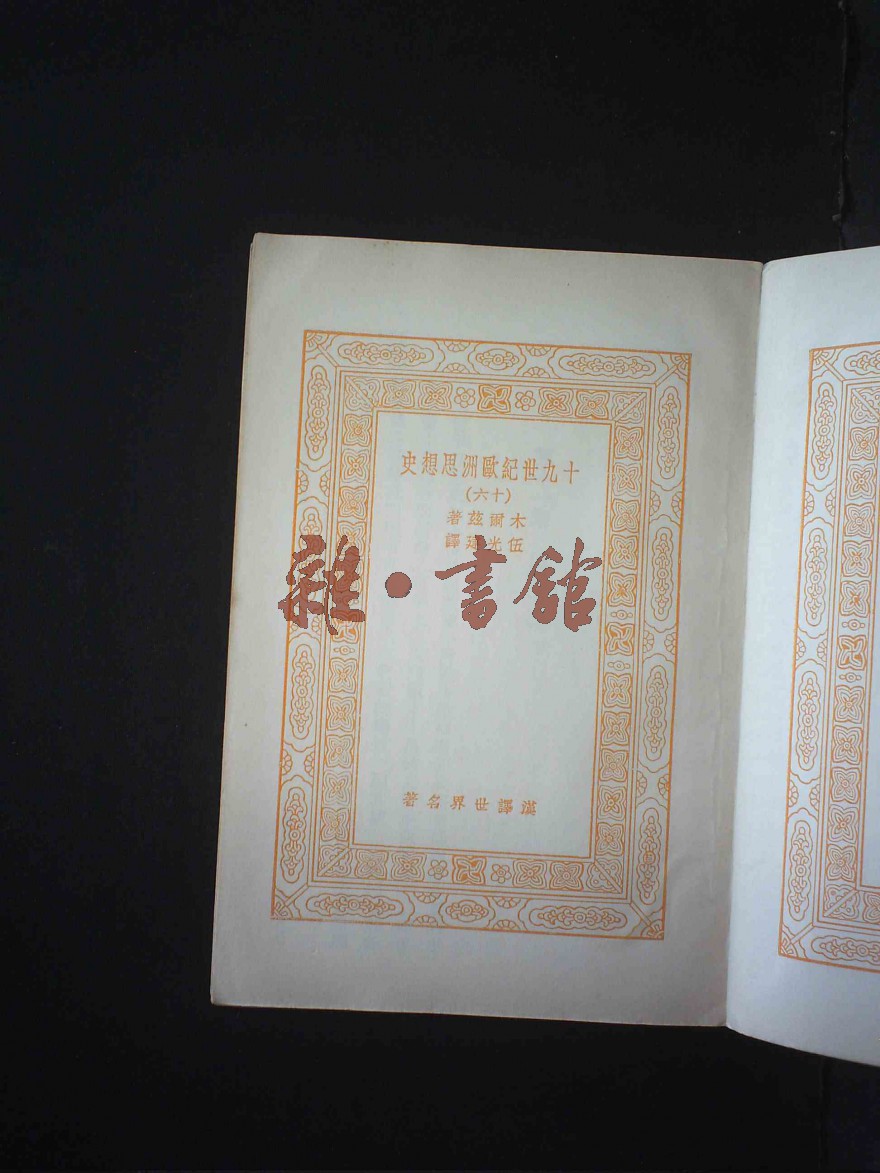 十九世紀歐洲思想史
(十六)
木爾茲著
伍光建譯
雜·書館
漢譯世界名著